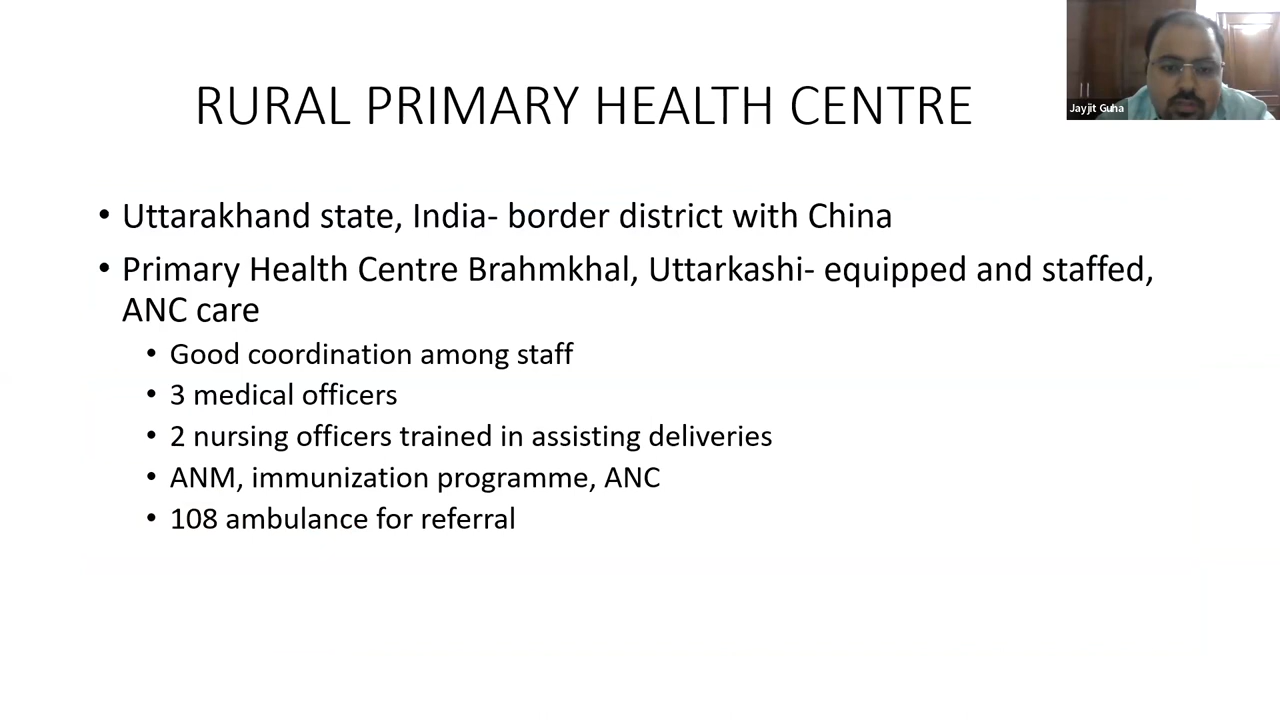 RURAL PRIMARY HEALTH CENTRE
Jayjit Guha
• Uttarakhand state, India- border district with China
• Primary Health Centre Brahmkhal, Uttarkashi- equipped and staffed,
ANC care
• Good coordination among staff
• 3 medical officers
• 2 nursing officers trained in assisting deliveries
• ANM, immunization programme, ANC
• 108 ambulance for referral